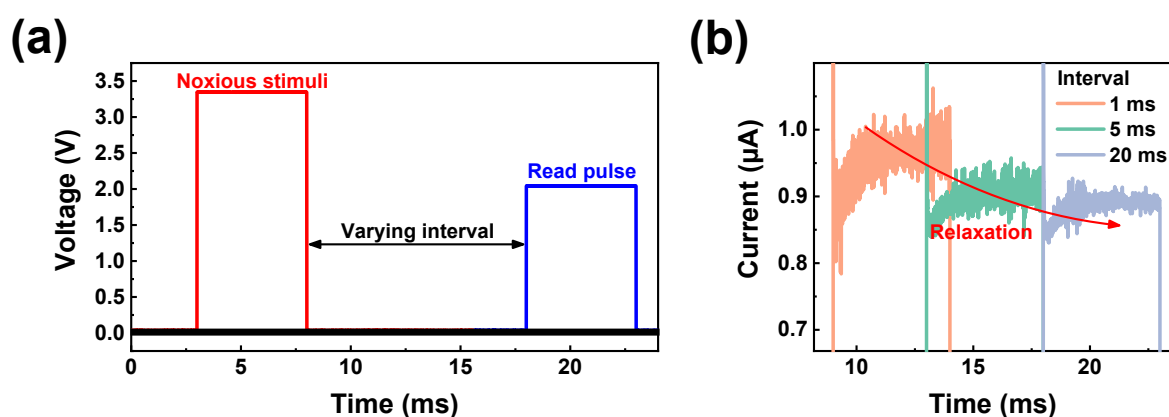 (a)
Voltage (V)
3.5
3.0
2.5
2.0
1.5
1.0
0.5
0.0
Noxious stimuli
Read pulse
Varying interval
0 5 10 15 20
Time (ms)
(b)
Current (µA)
1.0
0.9
0.8
0.7
Interval
1 ms
5 ms
20 ms
Relaxation
10 15 20
Time (ms)